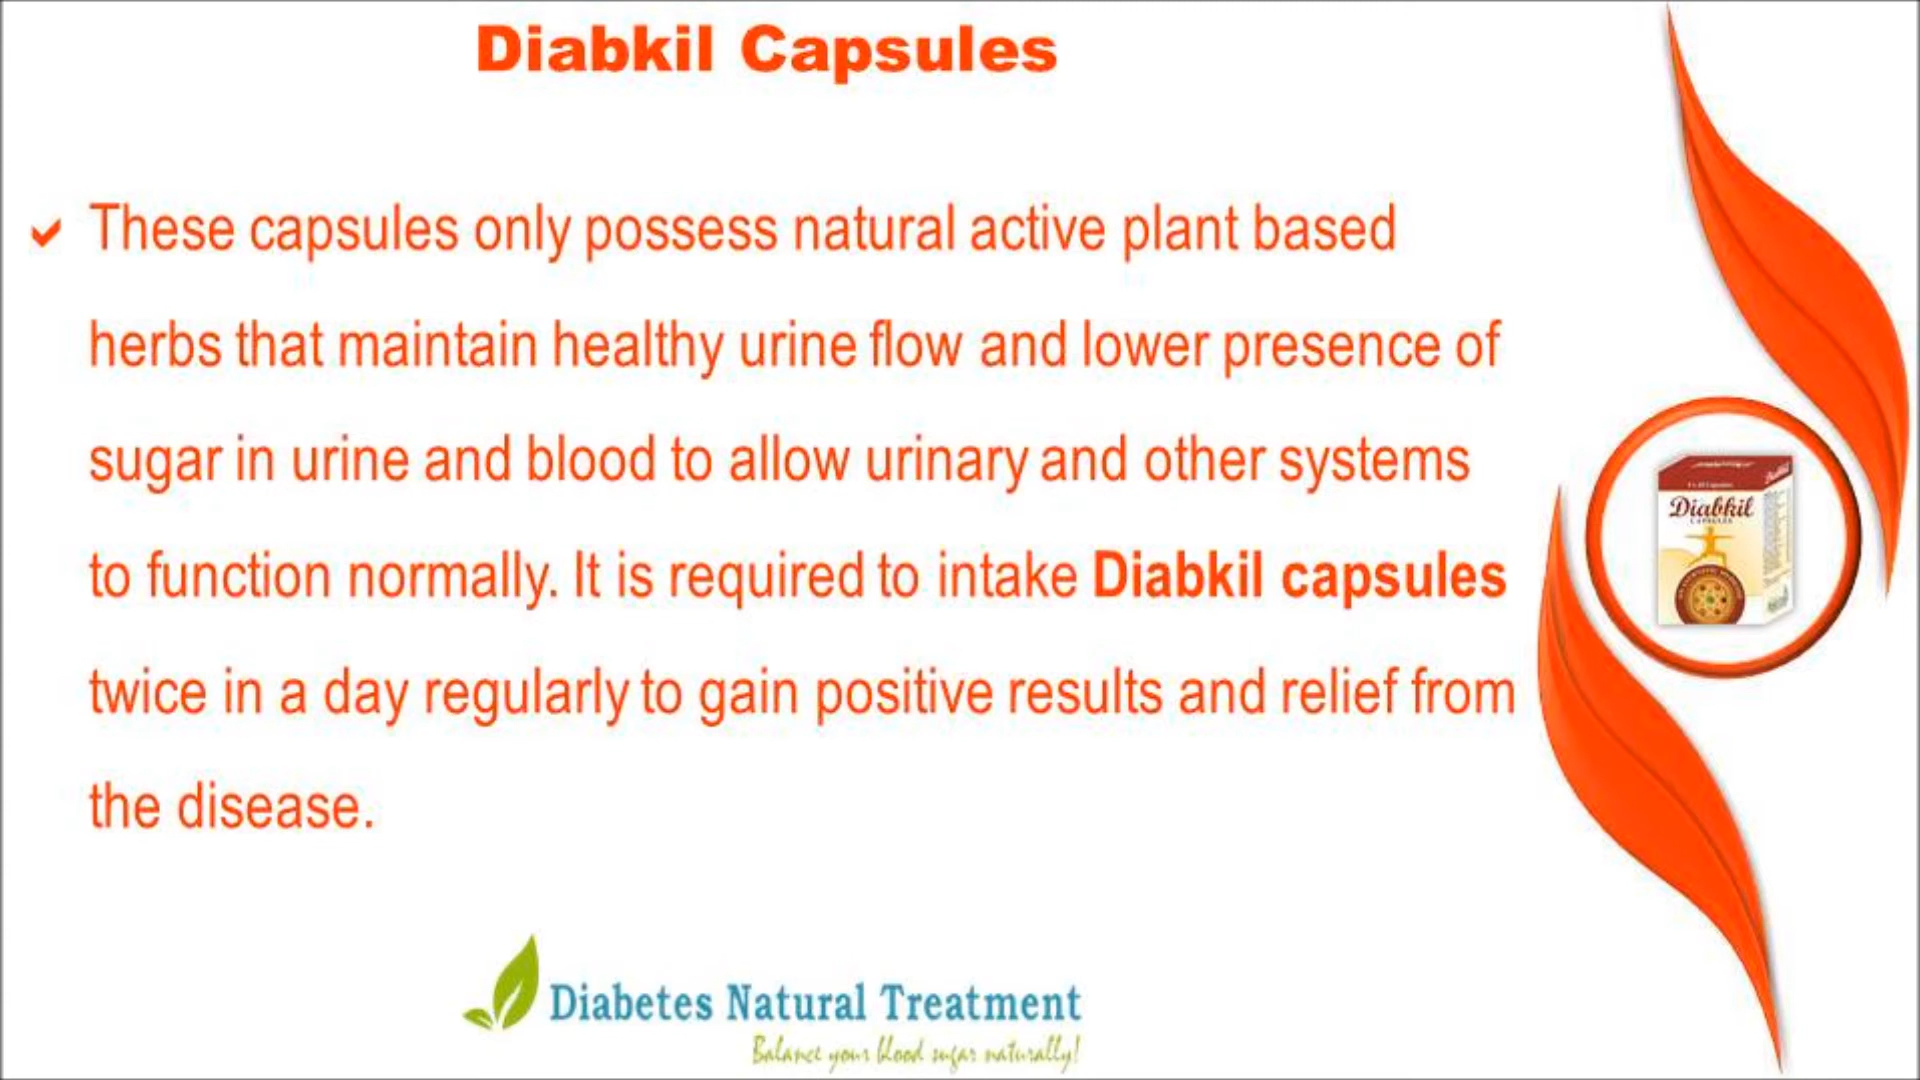 Diabkil Capsules
These capsules only possess natural active plant based
herbs that maintain healthy urine flow and lower presence of
sugar in urine and blood to allow urinary and other systems
to function normally. It is required to intake Diabkil capsules
twice in a day regularly to gain positive results and relief from
the disease.
Diabkil
CAPSULES
Diabetes Natural Treatment
Balance your blood sugar naturally!